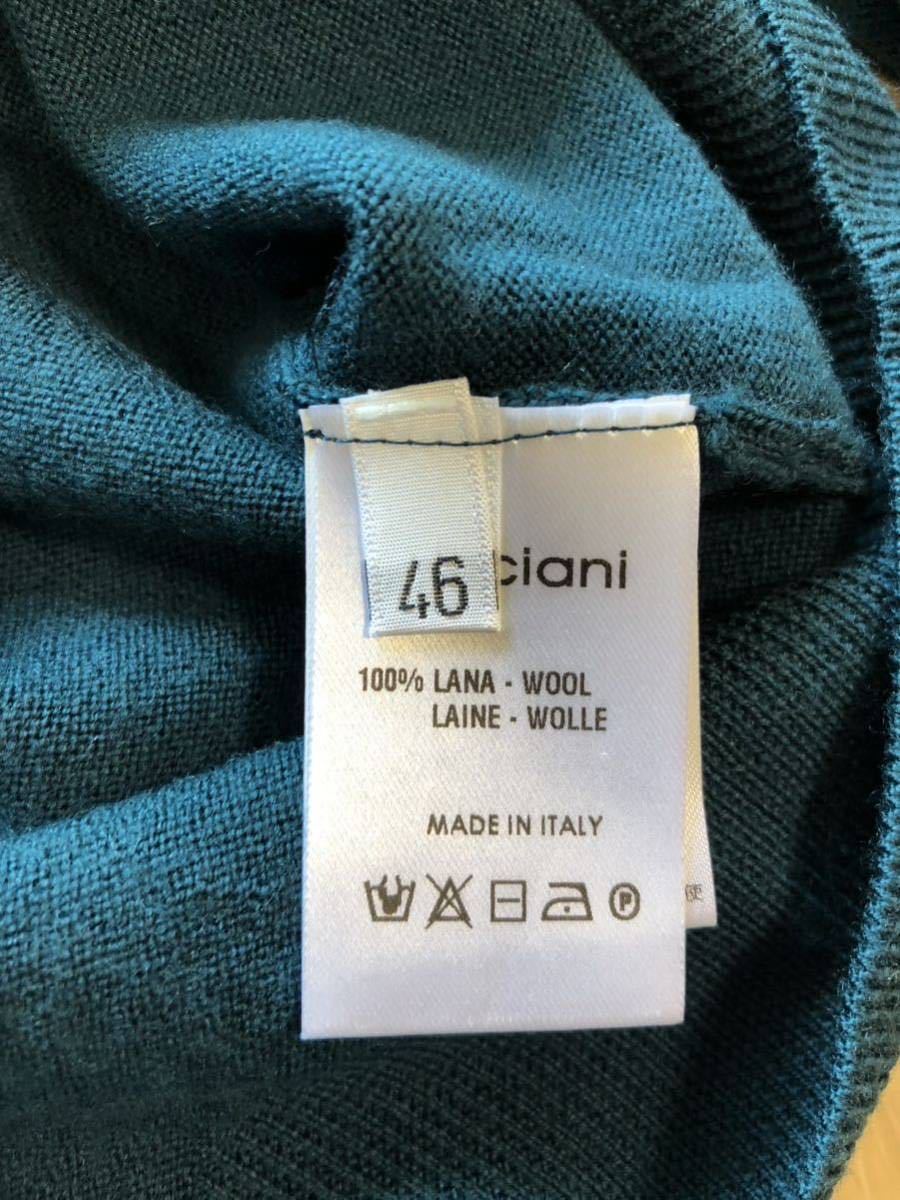 46
ciani
100% LANA - WOOL
LAINE - WOLLE
MADE IN ITALY
P